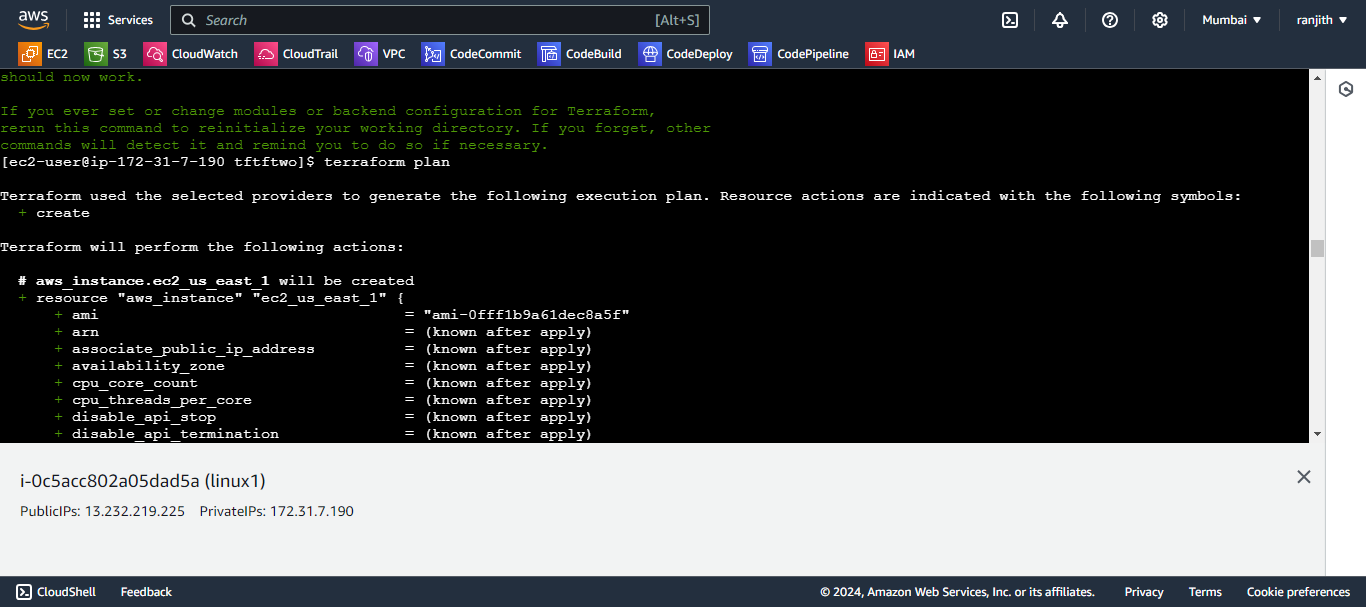 aws
Services
Search [Alt+S]
Mumbai ▼
ranjith ▼
EC2 S3 CloudWatch CloudTrail VPC CodeCommit CodeBuild CodeDeploy CodePipeline IAM
should now work.
If you ever set or change modules or backend configuration for Terraform,
rerun this command to reinitialize your working directory. If you forget, other
commands will detect it and remind you to do so if necessary.
[ec2-user@ip-172-31-7-190 tftftwo]$ terraform plan
Terraform used the selected providers to generate the following execution plan. Resource actions are indicated with the following symbols:
+ create
Terraform will perform the following actions:
# aws_instance.ec2_us_east_1 will be created
+ resource "aws_instance" "ec2_us_east_1" {
+ ami = "ami-0fff1b9a61dec8a5f"
+ arn = (known after apply)
+ associate_public_ip_address = (known after apply)
+ availability_zone = (known after apply)
+ cpu_core_count = (known after apply)
+ cpu_threads_per_core = (known after apply)
+ disable_api_stop = (known after apply)
+ disable_api_termination = (known after apply)
i-0c5acc802a05dad5a (linux1)
PublicIPs: 13.232.219.225 PrivateIPs: 172.31.7.190
CloudShell Feedback © 2024, Amazon Web Services, Inc. or its affiliates. Privacy Terms Cookie preferences